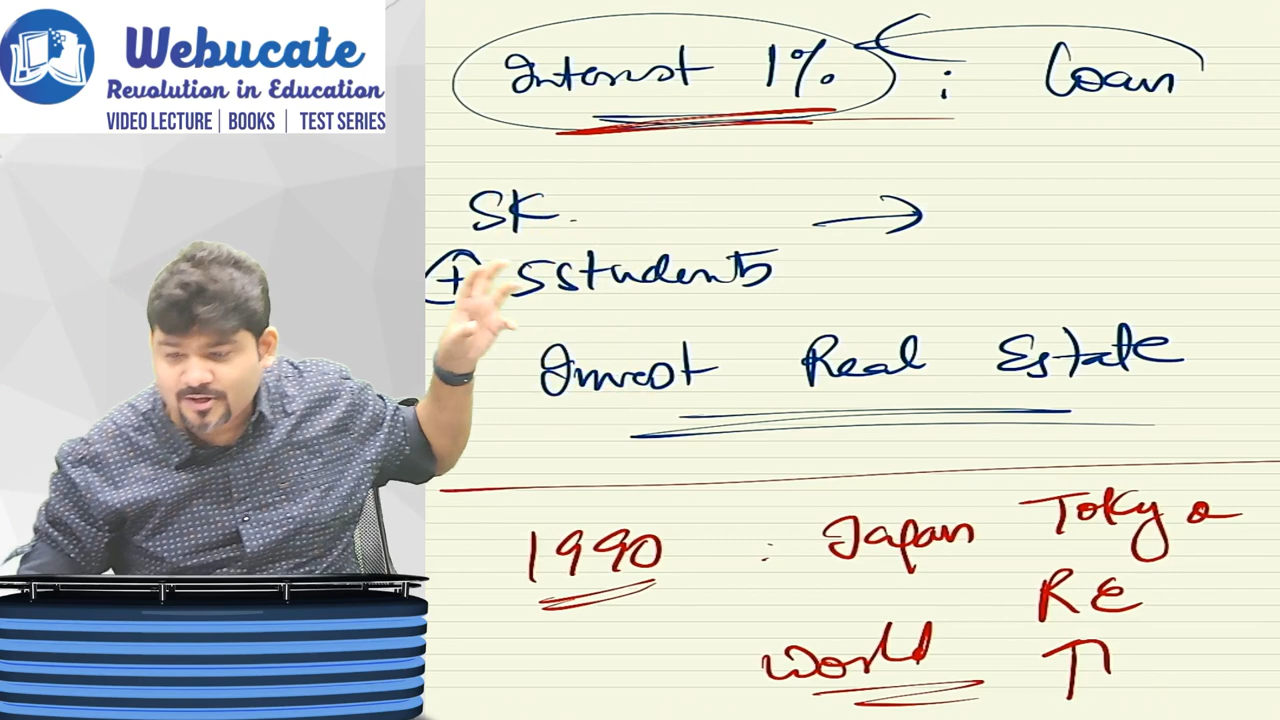 Webucate
Revolution in Education
VIDEO LECTURE | BOOKS | TEST SERIES
Interest 1% : Loan
SK. →
+ 5 students
Invest Real Estate
1990 : Japan Tokyo
RE
World ↑